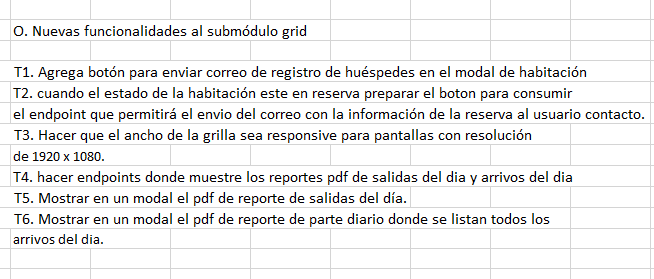 O. Nuevas funcionalidades al submódulo grid
T1. Agrega botón para enviar correo de registro de huéspedes en el modal de habitación
T2. cuando el estado de la habitación este en reserva preparar el boton para consumir
el endpoint que permitirá el envio del correo con la información de la reserva al usuario contacto.
T3. Hacer que el ancho de la grilla sea responsive para pantallas con resolución
de 1920 x 1080.
T4. hacer endpoints donde muestre los reportes pdf de salidas del dia y arrivos del dia
T5. Mostrar en un modal el pdf de reporte de salidas del día.
T6. Mostrar en un modal el pdf de reporte de parte diario donde se listan todos los
arrivos del dia.